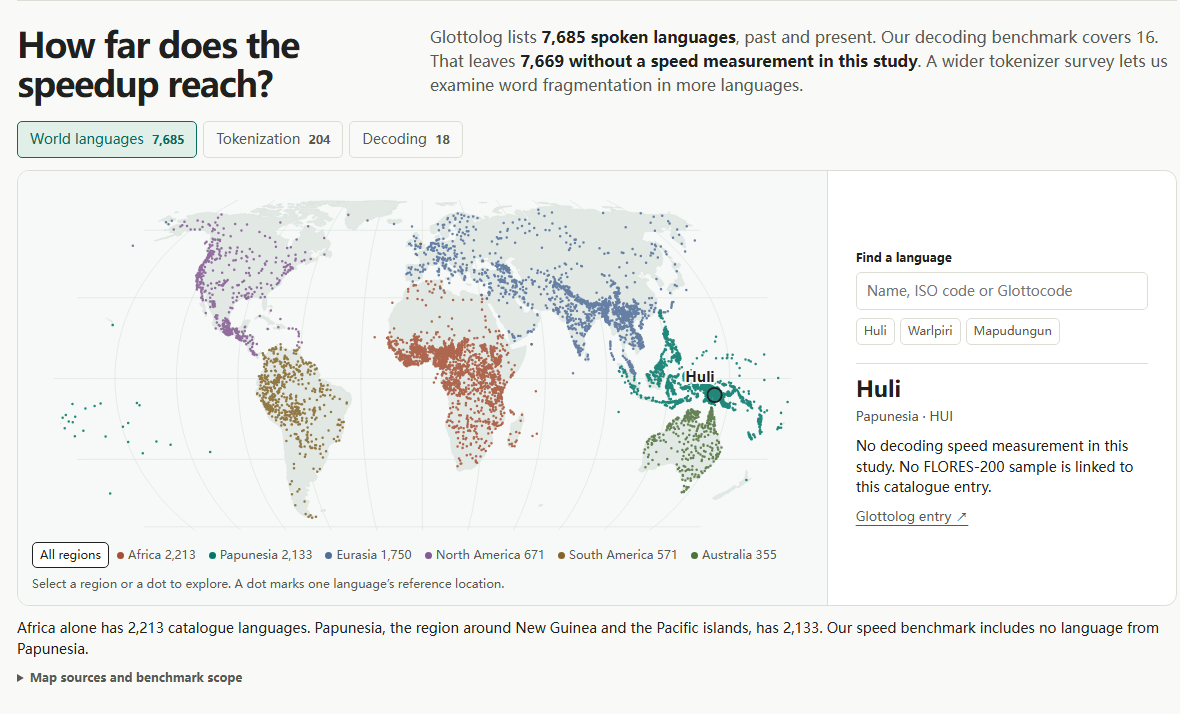 How far does the
speedup reach?
Glottolog lists 7,685 spoken languages, past and present. Our decoding benchmark covers 16.
That leaves 7,669 without a speed measurement in this study. A wider tokenizer survey lets us
examine word fragmentation in more languages.
World languages 7,685
Tokenization 204
Decoding 18
Huli
All regions
Africa 2,213
Papunesia 2,133
Eurasia 1,750
North America 671
South America 571
Australia 355
Select a region or a dot to explore. A dot marks one language’s reference location.
Find a language
Name, ISO code or Glottocode
Huli
Warlpiri
Mapudungun
Huli
Papunesia · HUI
No decoding speed measurement in this
study. No FLORES-200 sample is linked to
this catalogue entry.
Glottolog entry ↗
Africa alone has 2,213 catalogue languages. Papunesia, the region around New Guinea and the Pacific islands, has 2,133. Our speed benchmark includes no language from
Papunesia.
Map sources and benchmark scope